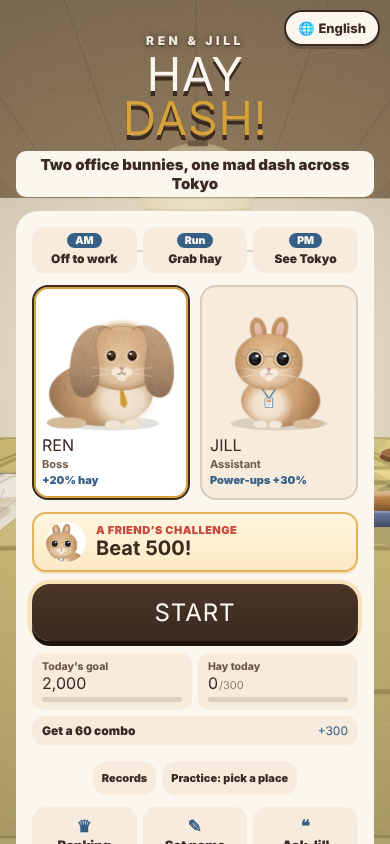 🌐 English
REN & JILL
HAY
DASH!
Two office bunnies, one mad dash across
Tokyo
AM
Off to work
Run
Grab hay
PM
See Tokyo
REN
Boss
+20% hay
JILL
Assistant
Power-ups +30%
A FRIEND'S CHALLENGE
Beat 500!
START
Today's goal
2,000
Hay today
0/300
Get a 60 combo
+300
Records
Practice: pick a place